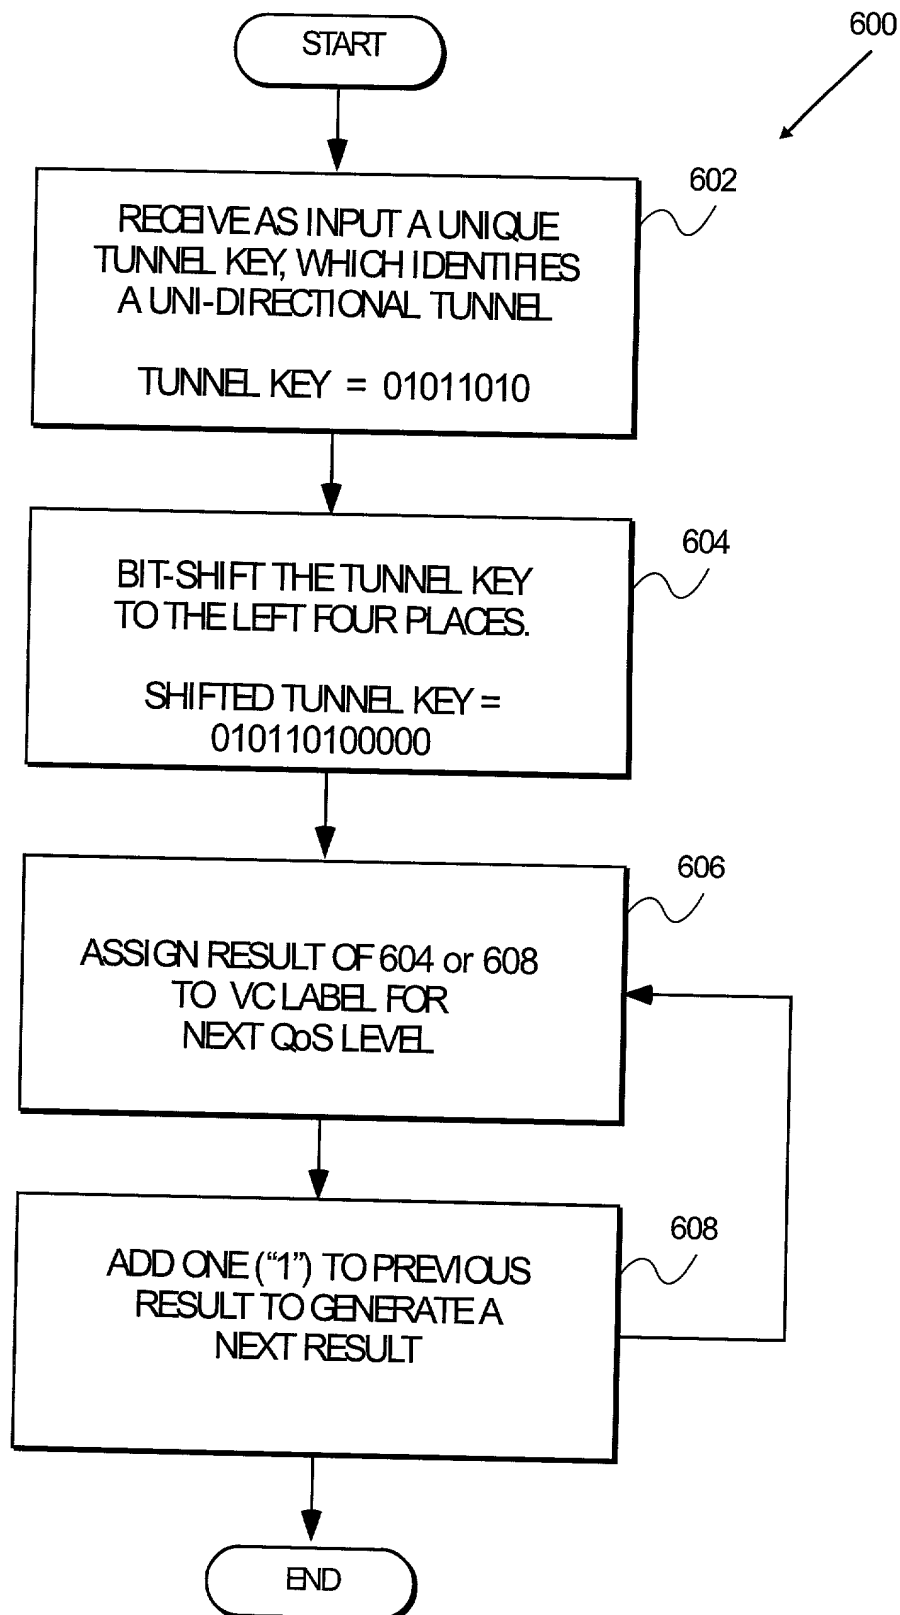 START
600
602
RECEIVE AS INPUT A UNIQUE
TUNNEL KEY, WHICH IDENTIFIES
A UNI-DIRECTIONAL TUNNEL
TUNNEL KEY = 01011010
604
BIT-SHIFT THE TUNNEL KEY
TO THE LEFT FOUR PLACES.
SHIFTED TUNNEL KEY =
010110100000
606
ASSIGN RESULT OF 604 or 608
TO VC LABEL FOR
NEXT QoS LEVEL
608
ADD ONE (“1”) TO PREVIOUS
RESULT TO GENERATE A
NEXT RESULT
END